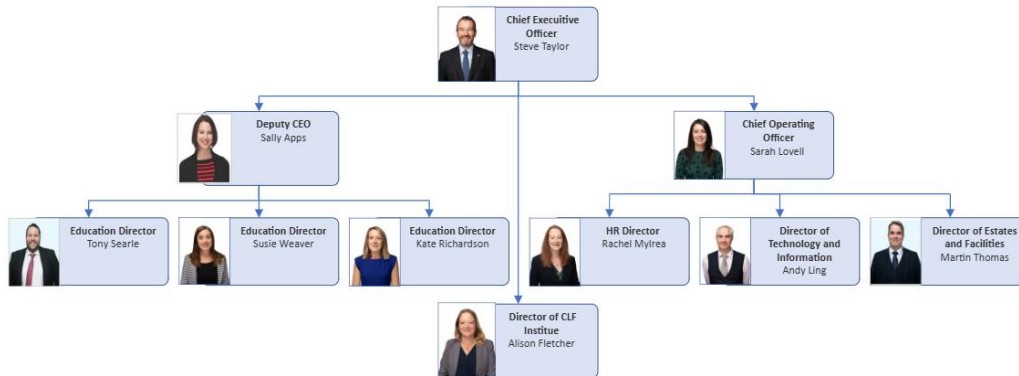 Chief Executive
Officer
Steve Taylor
Deputy CEO
Sally Apps
Chief Operating
Officer
Sarah Lovell
Education Director
Tony Searle
Education Director
Susie Weaver
Education Director
Kate Richardson
HR Director
Rachel Mylrea
Director of
Technology and
Information
Andy Ling
Director of Estates
and Facilities
Martin Thomas
Director of CLF
Institue
Alison Fletcher